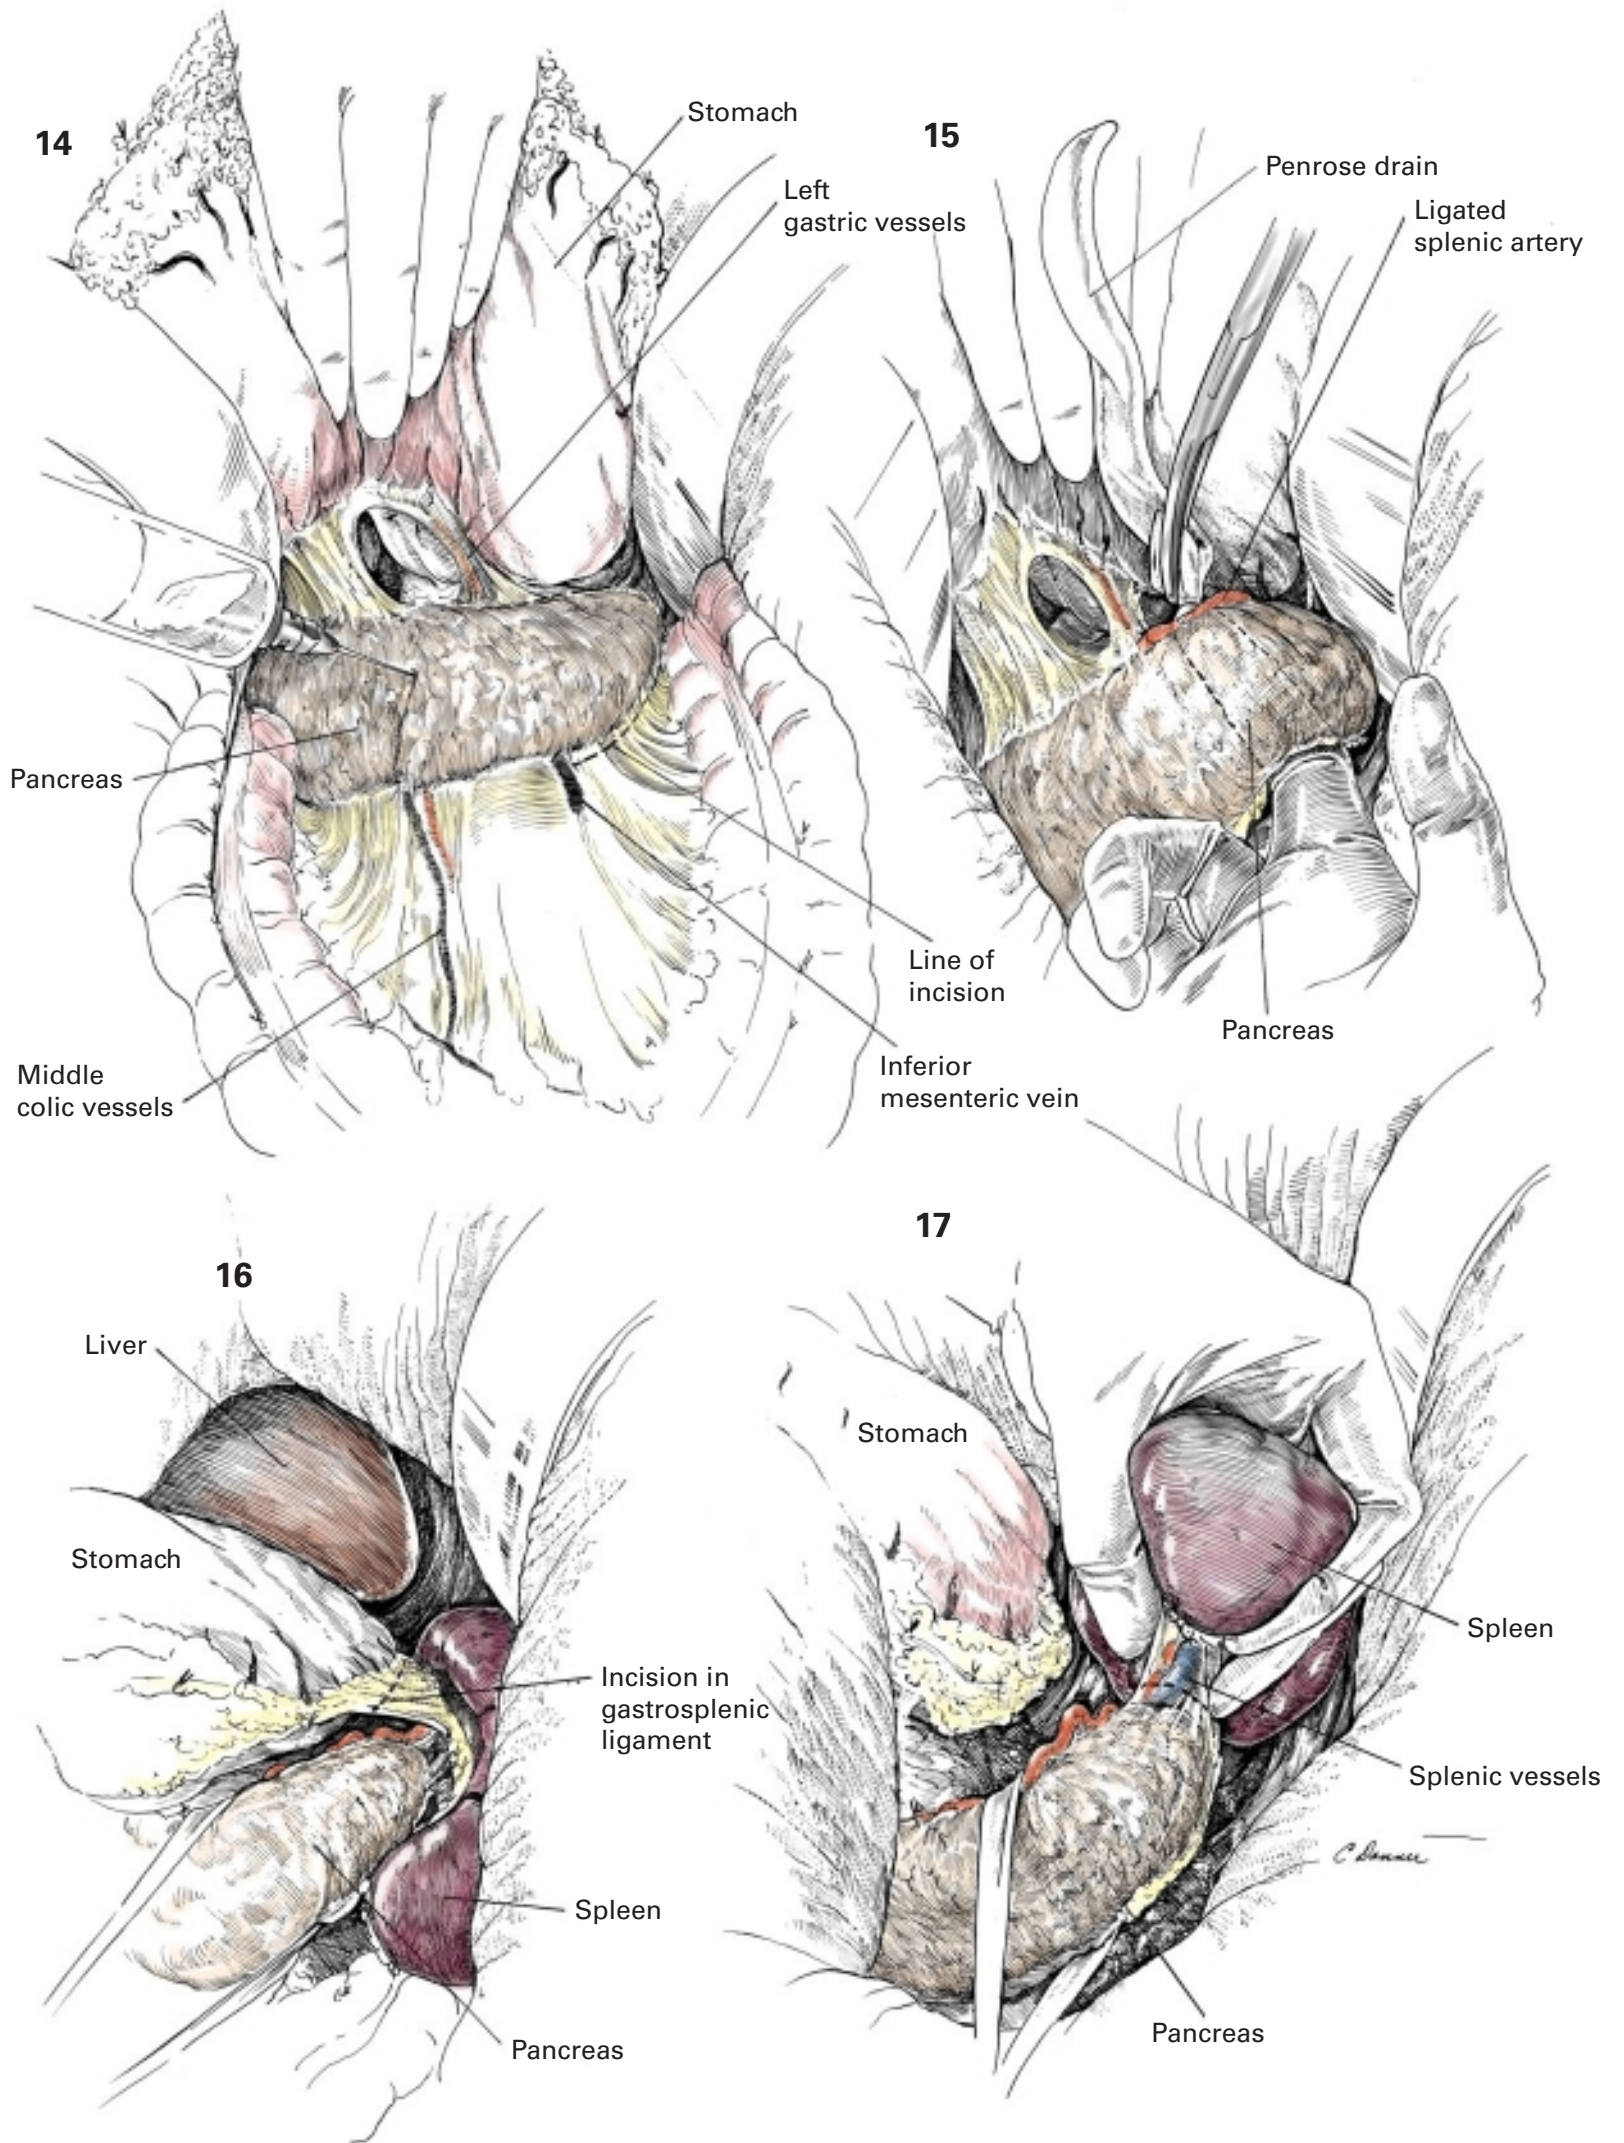 14
Stomach
Left
gastric vessels
Pancreas
Line of
incision
Middle
colic vessels
Inferior
mesenteric vein
15
Penrose drain
Ligated
splenic artery
Pancreas
16
Liver
Stomach
Incision in
gastrosplenic
ligament
Spleen
Pancreas
17
Stomach
Spleen
Splenic vessels
Pancreas